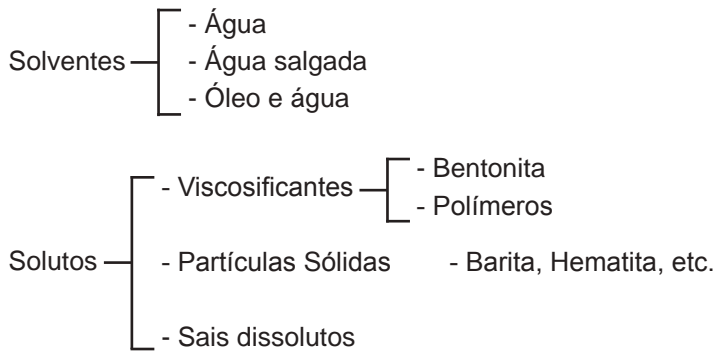 - Água
Solventes - Água salgada
- Óleo e água
- Bentonita
- Viscosificantes
- Polímeros
Solutos - Partículas Sólidas - Barita, Hematita, etc.
- Sais dissolutos